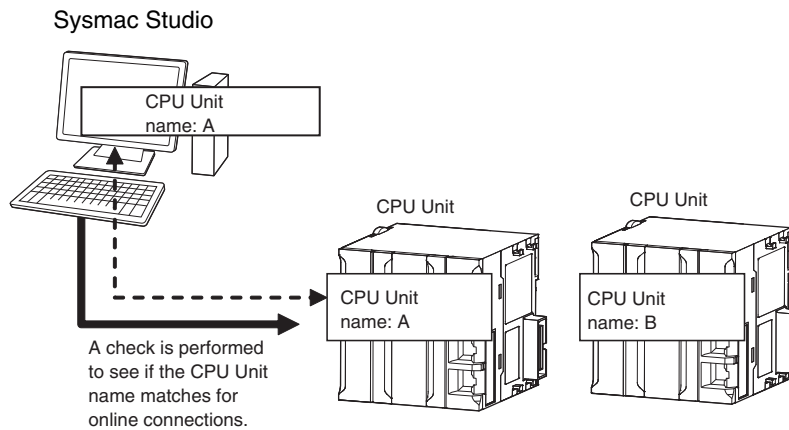 Sysmac Studio
CPU Unit
name: A
CPU Unit
CPU Unit
name: A
CPU Unit
CPU Unit
name: B
A check is performed
to see if the CPU Unit
name matches for
online connections.